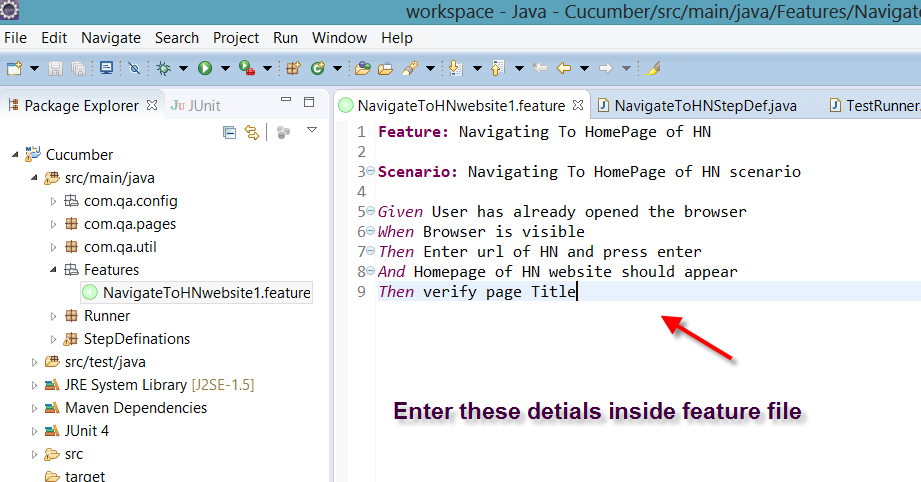 workspace - Java - Cucumber/src/main/java/Features/Navigate
File Edit Navigate Search Project Run Window Help
Package Explorer JUnit
NavigateToHNwebsite1.feature NavigateToHNStepDef.java TestRunner.
Cucumber
src/main/java
com.qa.config
com.qa.pages
com.qa.util
Features
NavigateToHNwebsite1.feature
Runner
StepDefinations
src/test/java
JRE System Library [J2SE-1.5]
Maven Dependencies
JUnit 4
src
target
1 Feature: Navigating To HomePage of HN
2
3 Scenario: Navigating To HomePage of HN scenario
4
5 Given User has already opened the browser
6 When Browser is visible
7 Then Enter url of HN and press enter
8 And Homepage of HN website should appear
9 Then verify page Title
Enter these detials inside feature file